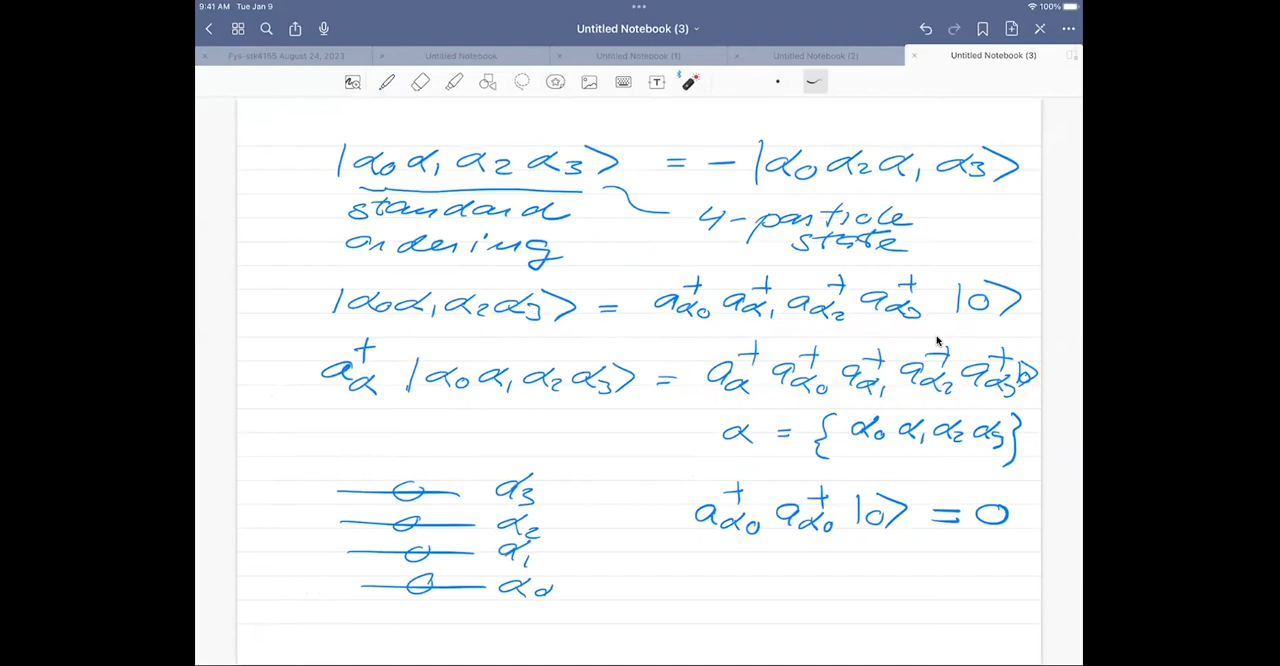 9:41 AM Tue Jan 9 100%
Untitled Notebook (3)
Fys-stk4155 August 24, 2023 Untitled Notebook Untitled Notebook (1) Untitled Notebook (2) Untitled Notebook (3)
|α₀α₁α₂α₃⟩ = −|α₀α₂α₁α₃⟩
standard ordering
4-particle state
|α₀α₁α₂α₃⟩ = a†α₀ a†α₁ a†α₂ a†α₃ |0⟩
a†α |α₀α₁α₂α₃⟩ = a†α a†α₀ a†α₁ a†α₂ a†α₃ |0⟩
α = {α₀α₁α₂α₃}
α₃
a†α₀ a†α₀ |0⟩ = 0
α₂
α₁
α₀